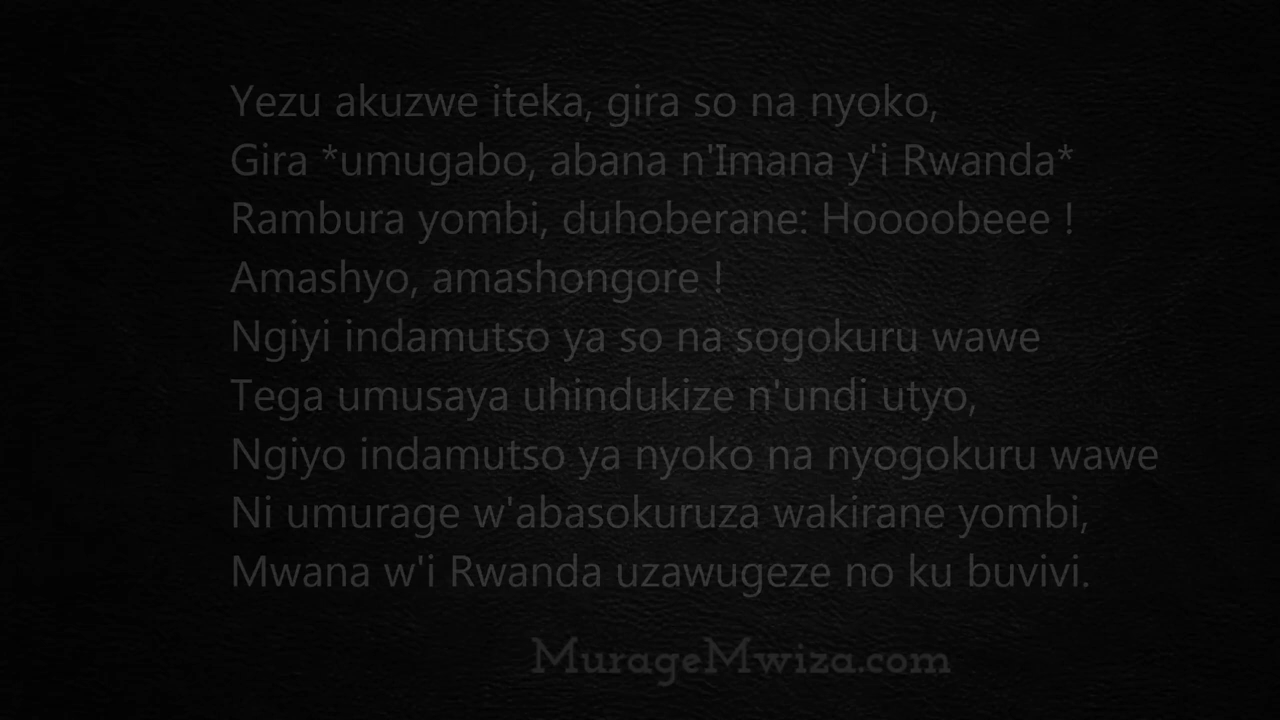 Yezu akuzwe iteka, gira so na nyoko,
Gira *umugabo, abana n'Imana y'i Rwanda*
Rambura yombi, duhoberane: Hoooobeee !
Amashyo, amashongore !
Ngiyi indamutso ya so na sogokuru wawe
Tega umusaya uhindukize n'undi utyo,
Ngiyo indamutso ya nyoko na nyogokuru wawe
Ni umurage w'abasokuruza wakirane yombi,
Mwana w'i Rwanda uzawugeze no ku buvivi.
MurageMwiza.com